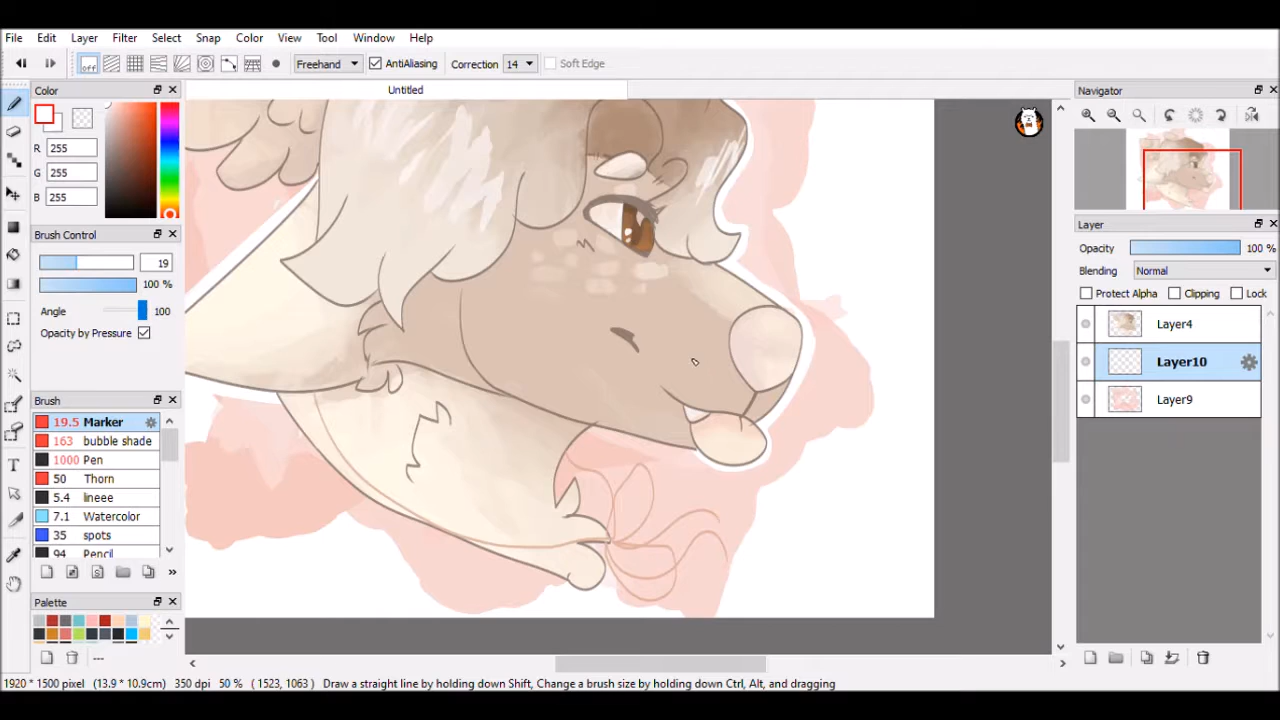 File Edit Layer Filter Select Snap Color View Tool Window Help
off Freehand AntiAliasing Correction 14 Soft Edge
Color
Untitled
Navigator
R 255
G 255
B 255
Layer
Brush Control
Opacity 100 %
19
Blending Normal
100 %
Protect Alpha Clipping Lock
Angle 100
Layer4
Opacity by Pressure
Layer10
Brush
Layer9
19.5 Marker
163 bubble shade
1000 Pen
50 Thorn
5.4 lineee
7.1 Watercolor
35 spots
94 Pencil
Palette
---
1920 * 1500 pixel (13.9 * 10.9cm) 350 dpi 50 % ( 1523, 1063 ) Draw a straight line by holding down Shift, Change a brush size by holding down Ctrl, Alt, and dragging